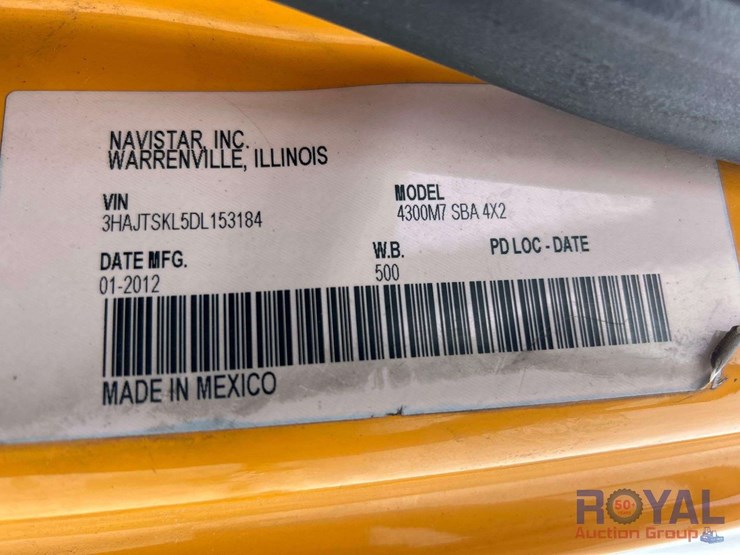 NAVISTAR, INC.
WARRENVILLE, ILLINOIS
VIN
3HAJTSKL5DL153184
MODEL
4300M7 SBA 4X2
DATE MFG.
01-2012
W.B.
500
PD LOC - DATE
MADE IN MEXICO
ROYAL
50
Auction Group